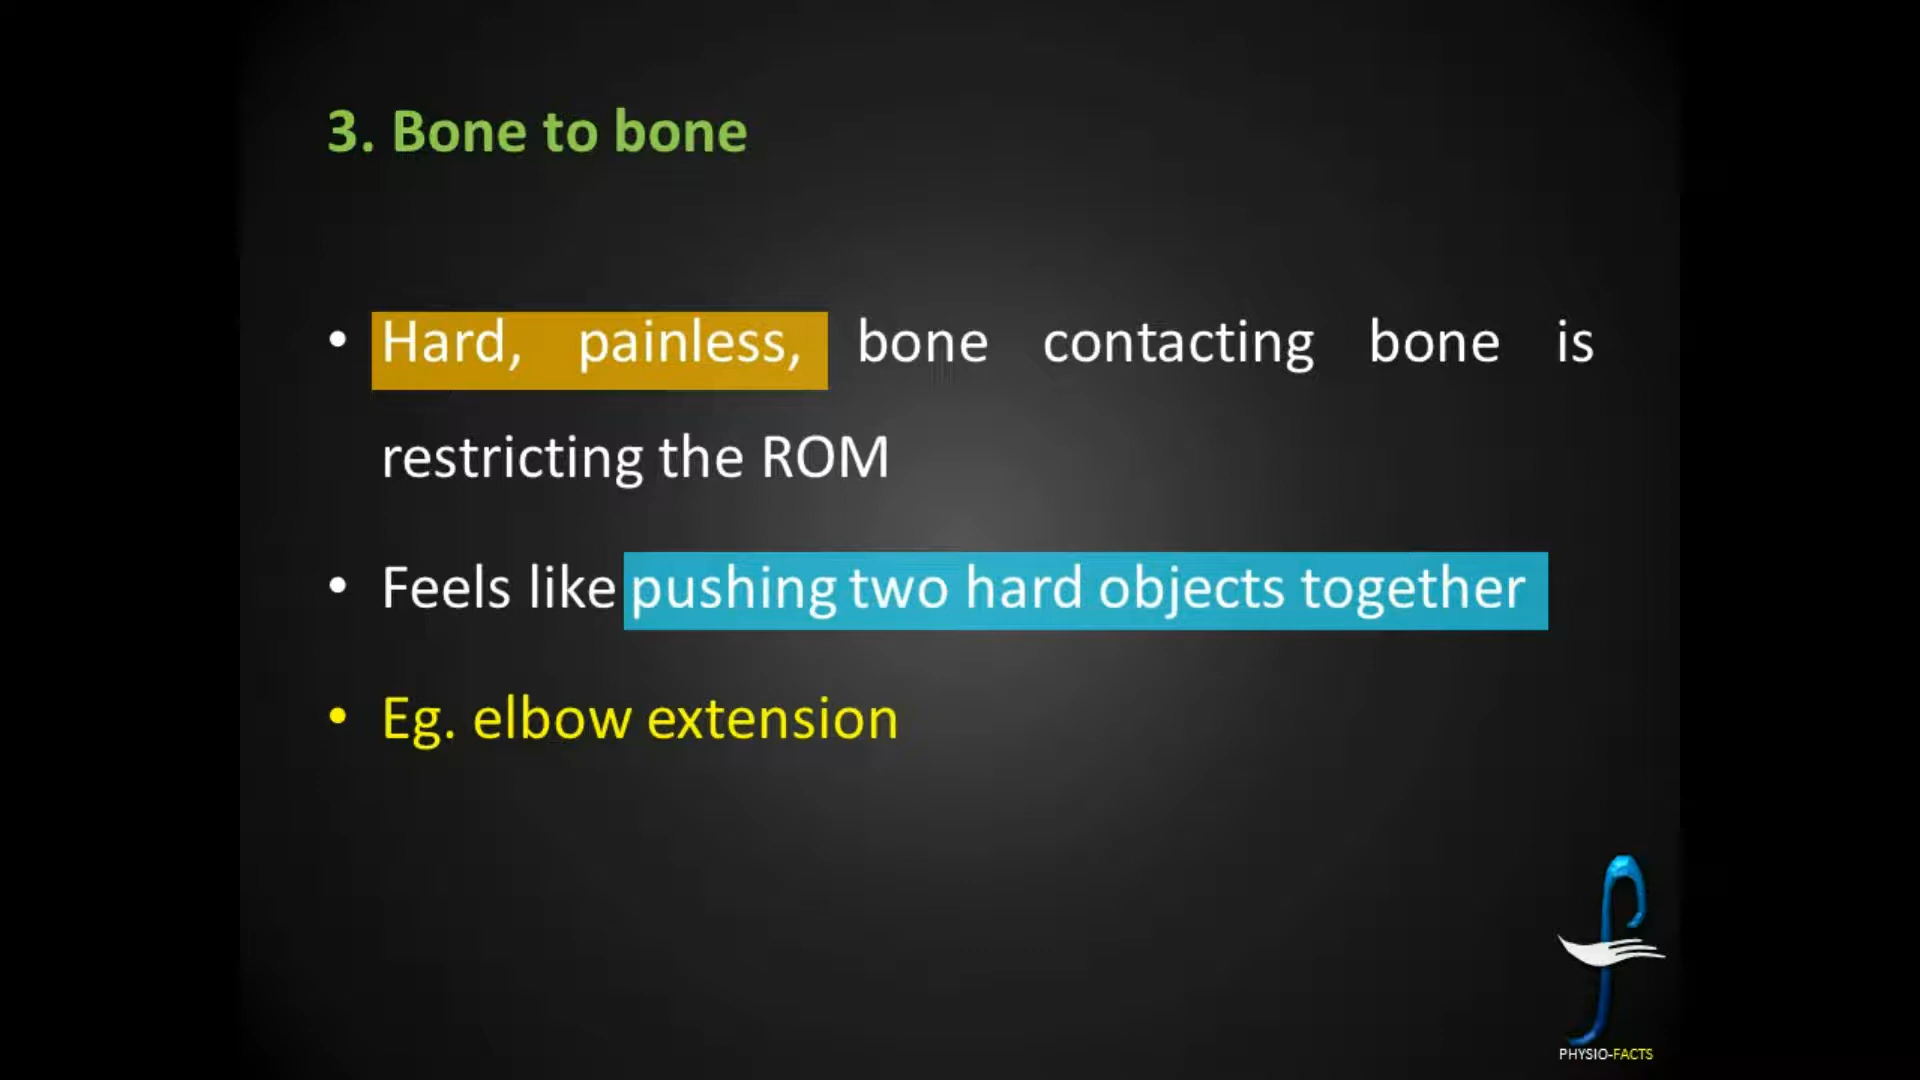 3. Bone to bone
• Hard, painless, bone contacting bone is
restricting the ROM
• Feels like pushing two hard objects together
• Eg. elbow extension
PHYSIO-FACTS